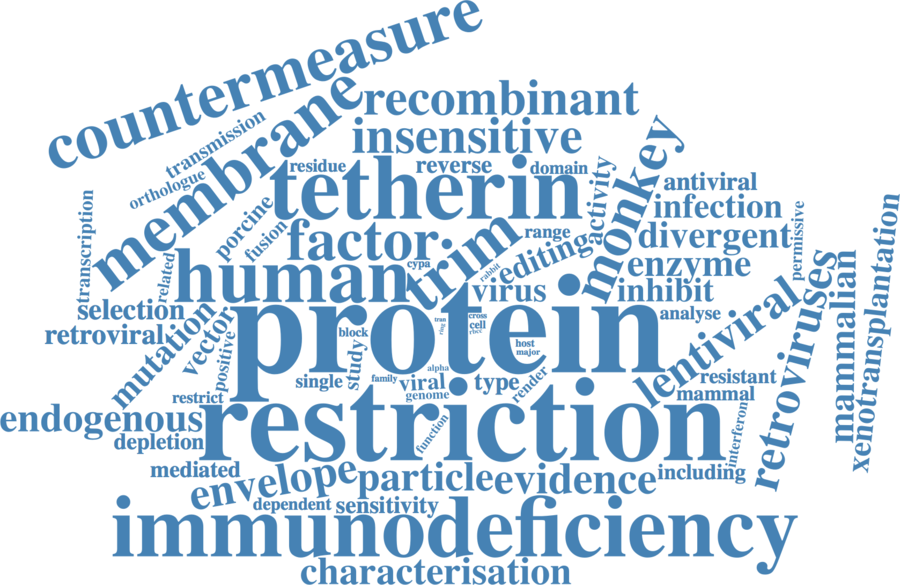 countermeasure
membrane
recombinant
insensitive
transmission
orthologue
residue
reverse
domain
tetherin
activity
monkey
antiviral
infection
divergent
permissive
transcription
porcine
fusion
factor
range
editing
enzyme
related
human
cypa
trim
rabbit
virus
inhibit
selection
retroviral
mutation
vector
positive
protein
tran
ring
cross
cell
rbcc
block
study
host
major
analyse
lentiviral
retroviruses
mammalian
xenotransplantation
single
family
alpha
viral
genome
type
render
resistant
mammal
restrict
endogenous
depletion
restriction
function
interferon
mediated
envelope
particle
evidence
including
dependent
sensitivity
immunodeficiency
characterisation